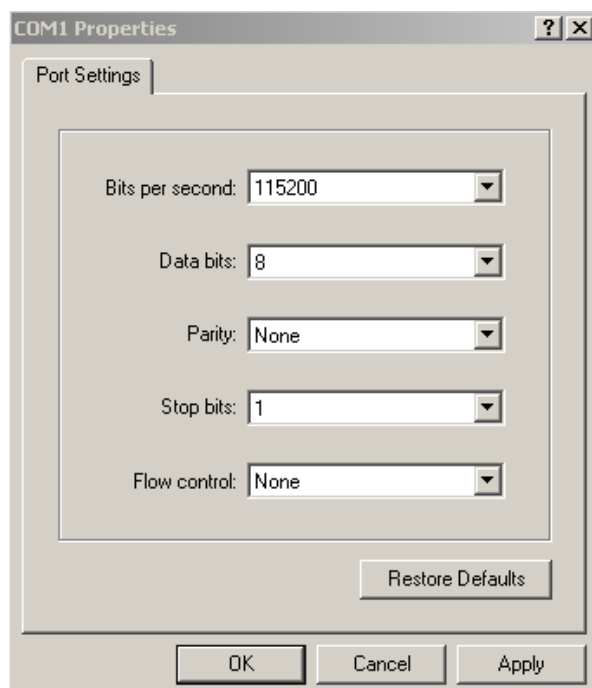 COM1 Properties
Port Settings
Bits per second: 115200
Data bits: 8
Parity: None
Stop bits: 1
Flow control: None
Restore Defaults
OK Cancel Apply